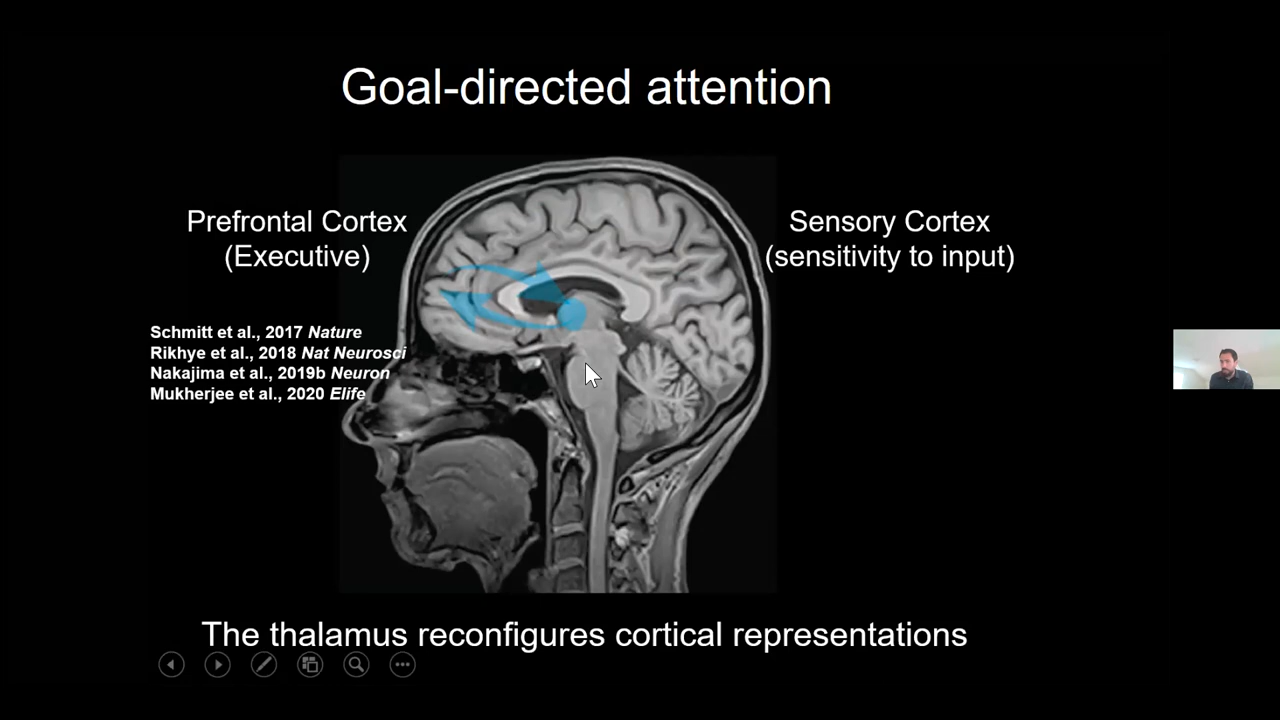 Goal-directed attention
Prefrontal Cortex
(Executive)
Sensory Cortex
(sensitivity to input)
Schmitt et al., 2017 Nature
Rikhye et al., 2018 Nat Neurosci
Nakajima et al., 2019b Neuron
Mukherjee et al., 2020 Elife
The thalamus reconfigures cortical representations